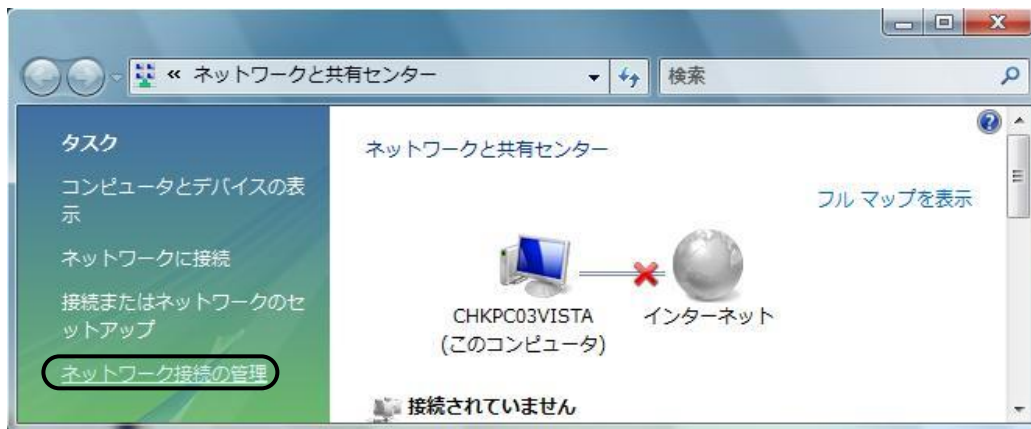 « ネットワークと共有センター
検索
タスク
コンピュータとデバイスの表
示
ネットワークに接続
接続またはネットワークのセ
ットアップ
ネットワーク接続の管理
ネットワークと共有センター
フル マップを表示
CHKPC03VISTA
(このコンピュータ)
インターネット
接続されていません